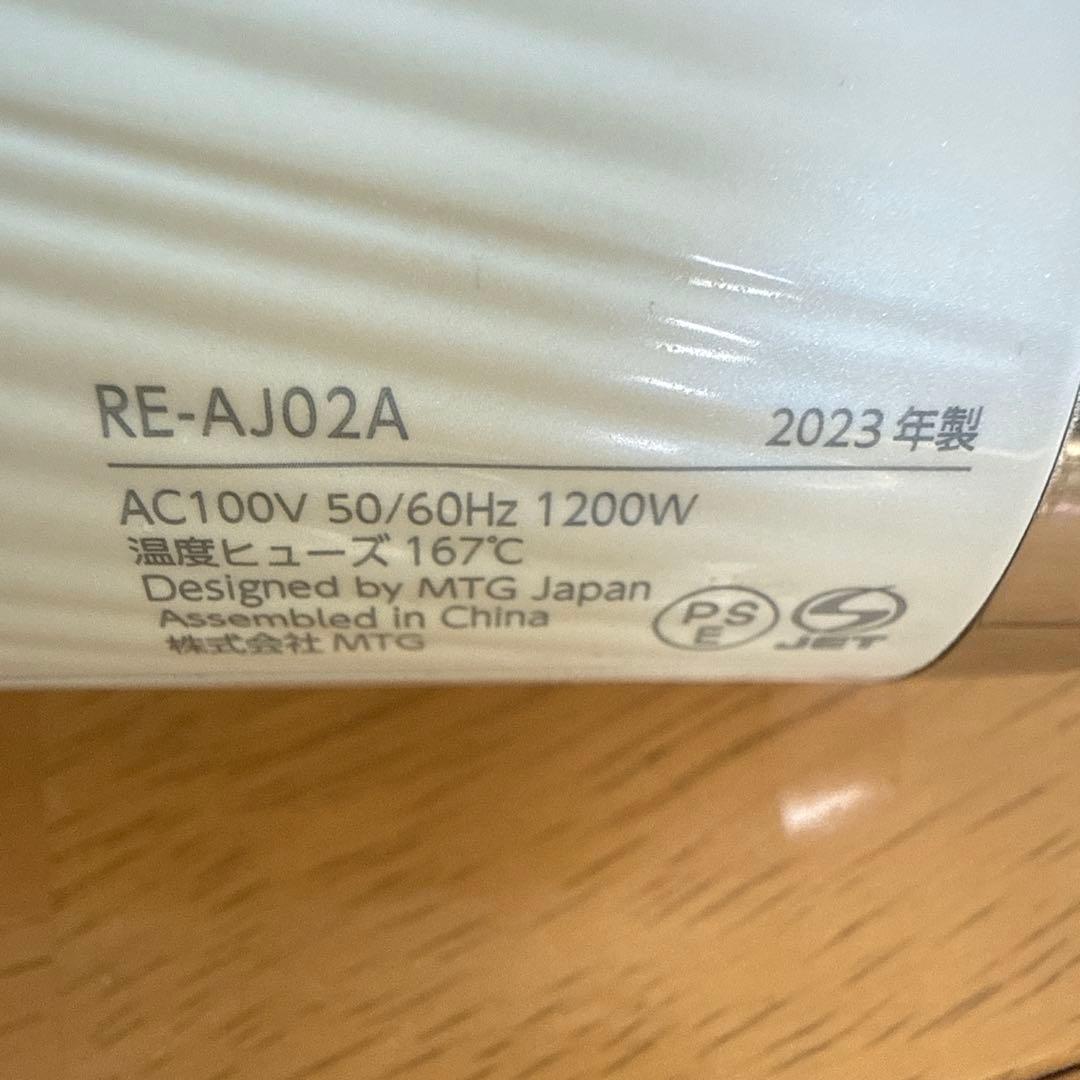 RE-AJ02A 2023年製
AC100V 50/60Hz 1200W
温度ヒューズ 167℃
Designed by MTG Japan
Assembled in China
株式会社 MTG
PSE
JET